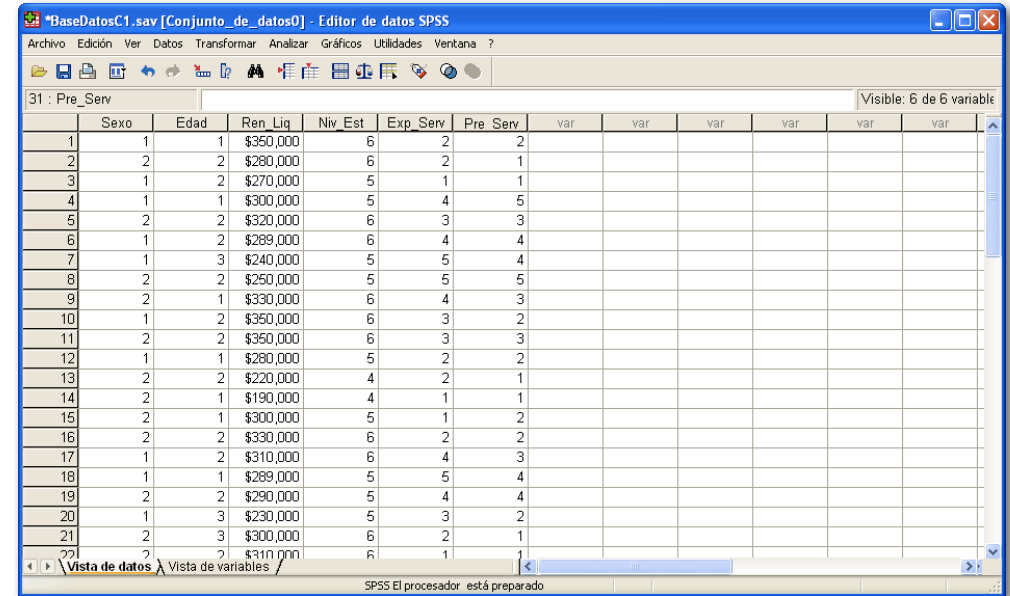 *BaseDatosC1.sav [Conjunto_de_datos0] - Editor de datos SPSS
Archivo Edición Ver Datos Transformar Analizar Gráficos Utilidades Ventana ?
31 : Pre_Serv Visible: 6 de 6 variable
Sexo Edad Ren_Liq Niv_Est Exp_Serv Pre_Serv var var var var var var
1 1 1 $350,000 6 2 2
2 2 2 $280,000 6 2 1
3 1 2 $270,000 5 1 1
4 1 1 $300,000 5 4 5
5 2 2 $320,000 6 3 3
6 1 2 $289,000 6 4 4
7 1 3 $240,000 5 5 4
8 2 2 $250,000 5 5 5
9 2 1 $330,000 6 4 3
10 1 2 $350,000 6 3 2
11 2 2 $350,000 6 3 3
12 1 1 $280,000 5 2 2
13 2 2 $220,000 4 2 1
14 2 1 $190,000 4 1 1
15 2 1 $300,000 5 1 2
16 2 2 $330,000 6 2 2
17 1 2 $310,000 6 4 3
18 1 1 $289,000 5 5 4
19 2 2 $290,000 5 4 4
20 1 3 $230,000 5 3 2
21 2 3 $300,000 6 2 1
22 2 2 $310,000 6 1 1
Vista de datos Vista de variables
SPSS El procesador está preparado